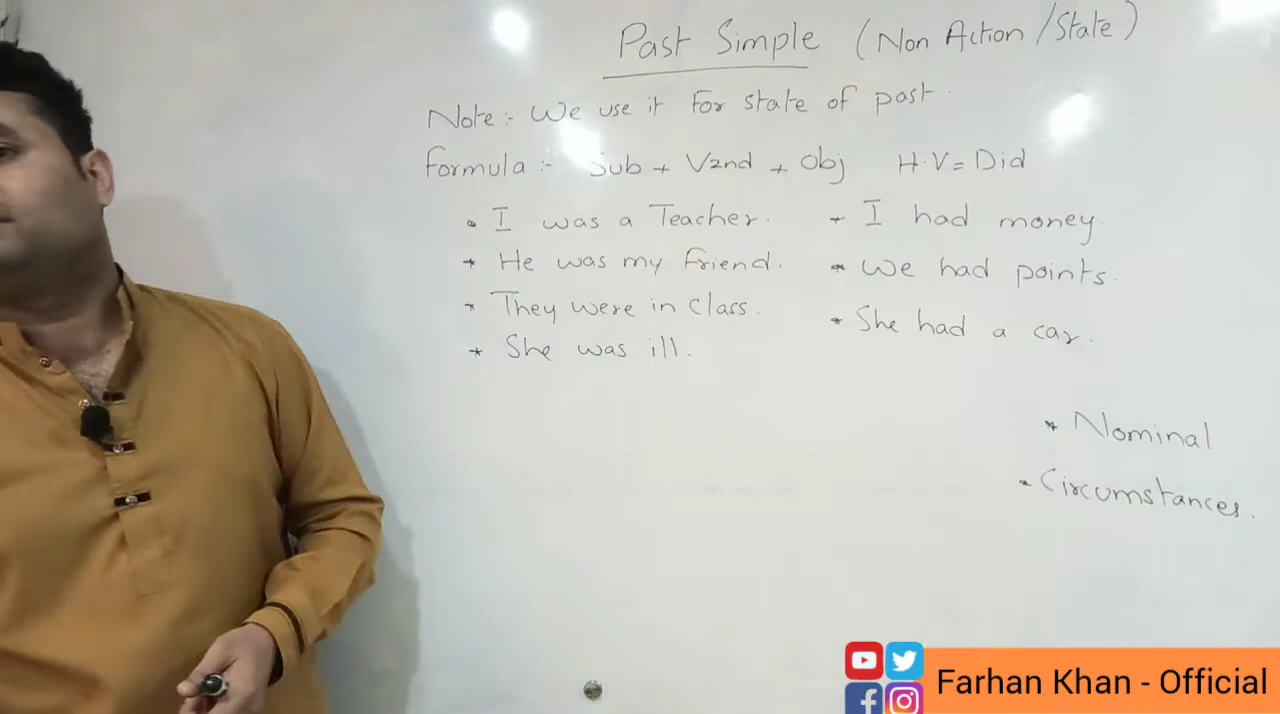 Past Simple (Non Action/State)
Note:- We use it For state of past.
Formula:- Sub + V2nd + Obj H.V = Did
• I was a Teacher.
* He was my friend.
* They were in class.
* She was ill.
* I had money.
* We had points.
* She had a car.
* Nominal
* Circumstances.
Farhan Khan - Official